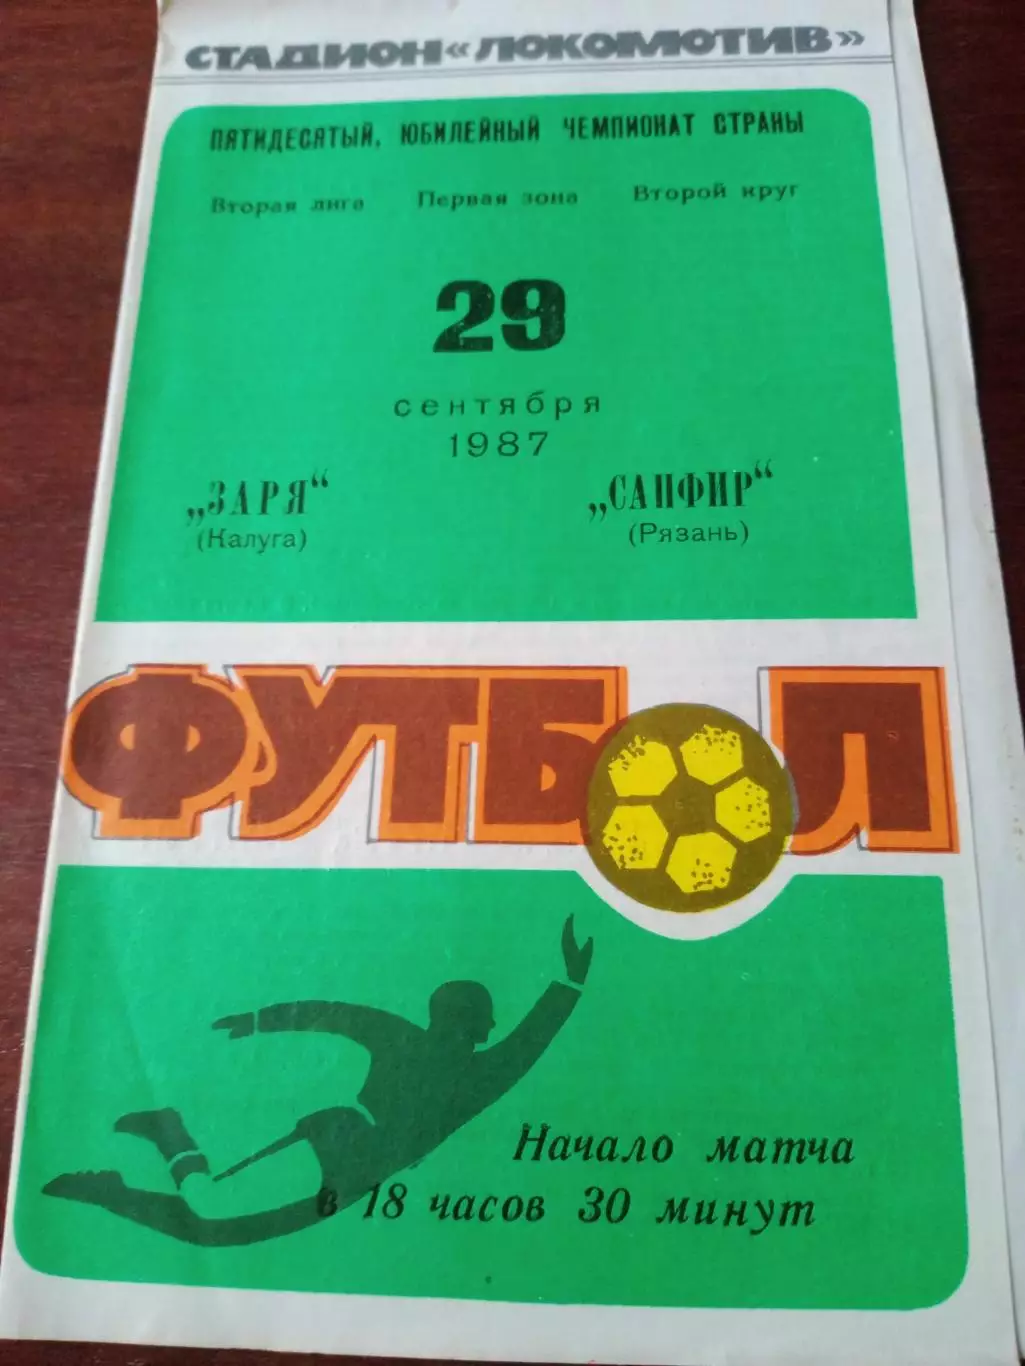 СТАДИОН «ЛОКОМОТИВ»
ПЯТИДЕСЯТЫЙ, ЮБИЛЕЙНЫЙ ЧЕМПИОНАТ СТРАНЫ
Вторая лига Первая зона Второй круг
29
сентября
1987
„ЗАРЯ“ „САПФИР“
(Калуга) (Рязань)
ФУТБОЛ
Начало матча
в 18 часов 30 минут